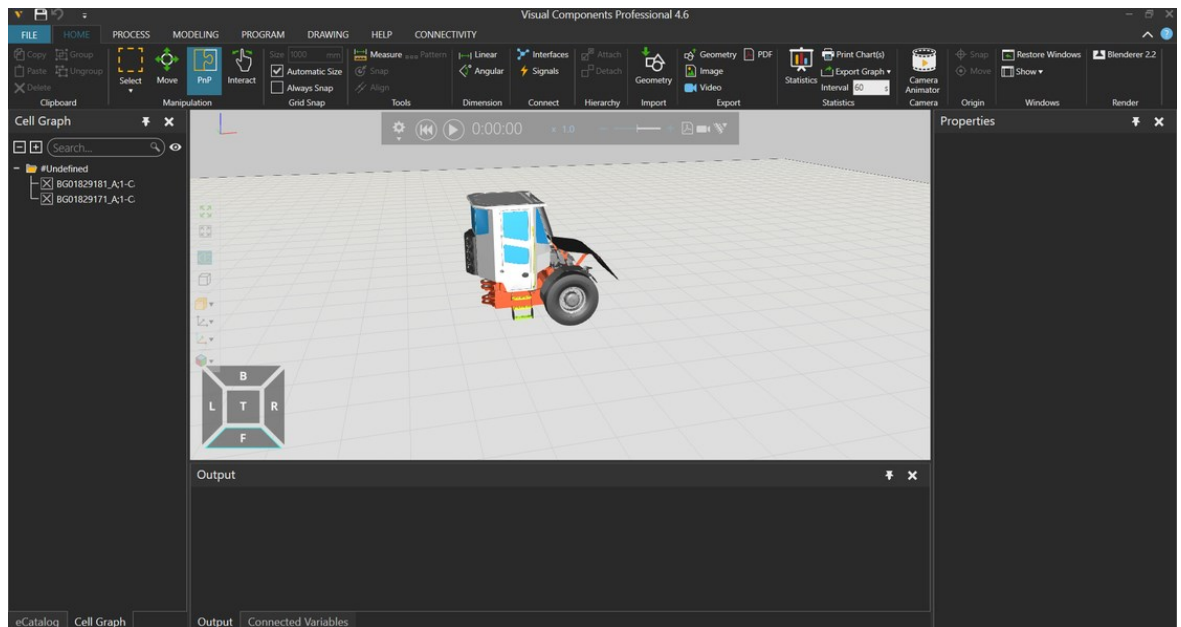 Visual Components Professional 4.6
FILE HOME PROCESS MODELING PROGRAM DRAWING HELP CONNECTIVITY
Copy Group
Paste Ungroup
Delete
Clipboard
Select Move PnP Interact
Manipulation
Size 1000 mm
Automatic Size
Always Snap
Grid Snap
Measure Pattern
Snap
Align
Tools
Linear
Angular
Dimension
Interfaces
Signals
Connect
Attach
Detach
Hierarchy
Geometry
Import
Geometry PDF
Image
Video
Export
Statistics
Print Chart(s)
Export Graph
Interval 60 s
Statistics
Camera Animator
Camera
Snap
Move
Origin
Restore Windows
Show
Windows
Blenderer 2.2
Render
Cell Graph
Search...
#Undefined
BG01829181_A;1-C
BG01829171_A;1-C
0:00:00 x 1.0
B
L T R
F
Properties
Output
eCatalog Cell Graph
Output Connected Variables